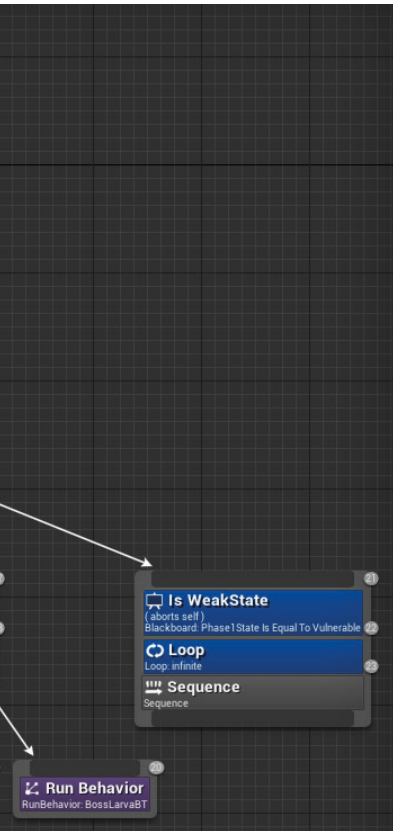 21
Is WeakState
( aborts self )
Blackboard: Phase1State Is Equal To Vulnerable
22
Loop
Loop: infinite
23
Sequence
Sequence
20
Run Behavior
RunBehavior: BossLarvaBT